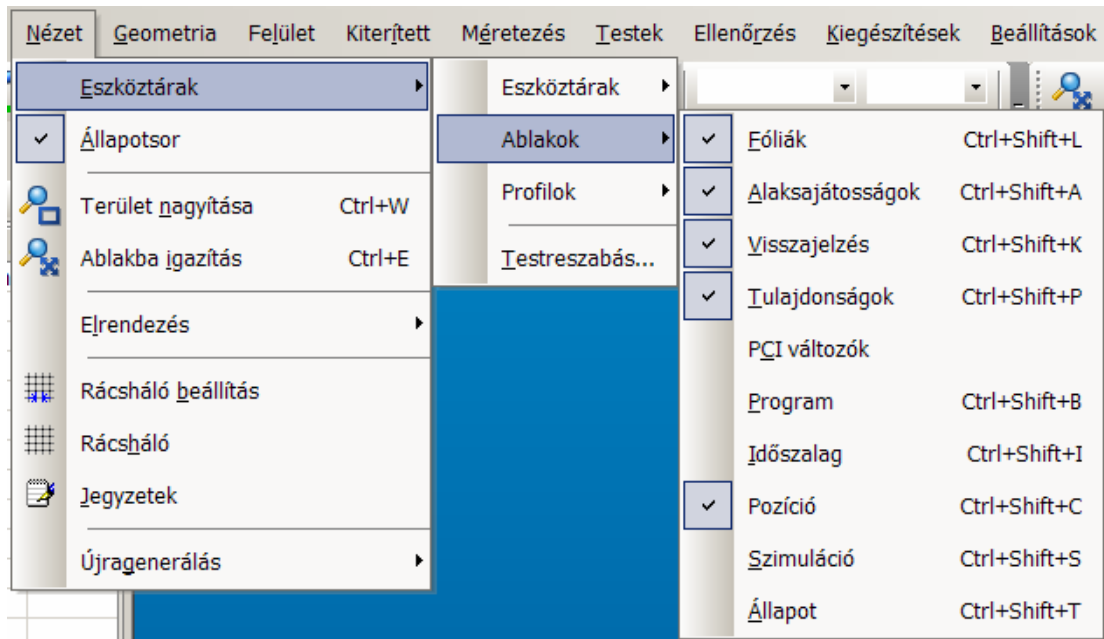 Nézet Geometria Felület Kiterített Méretezés Testek Ellenőrzés Kiegészítések Beállítások
Eszköztárak
Állapotsor
Terület nagyítása Ctrl+W
Ablakba igazítás Ctrl+E
Elrendezés
Rácsháló beállítás
Rácsháló
Jegyzetek
Újragenerálás
Eszköztárak
Ablakok
Profilok
Testreszabás...
Fóliák Ctrl+Shift+L
Alaksajátosságok Ctrl+Shift+A
Visszajelzés Ctrl+Shift+K
Tulajdonságok Ctrl+Shift+P
PCI változók
Program Ctrl+Shift+B
Időszalag Ctrl+Shift+I
Pozíció Ctrl+Shift+C
Szimuláció Ctrl+Shift+S
Állapot Ctrl+Shift+T